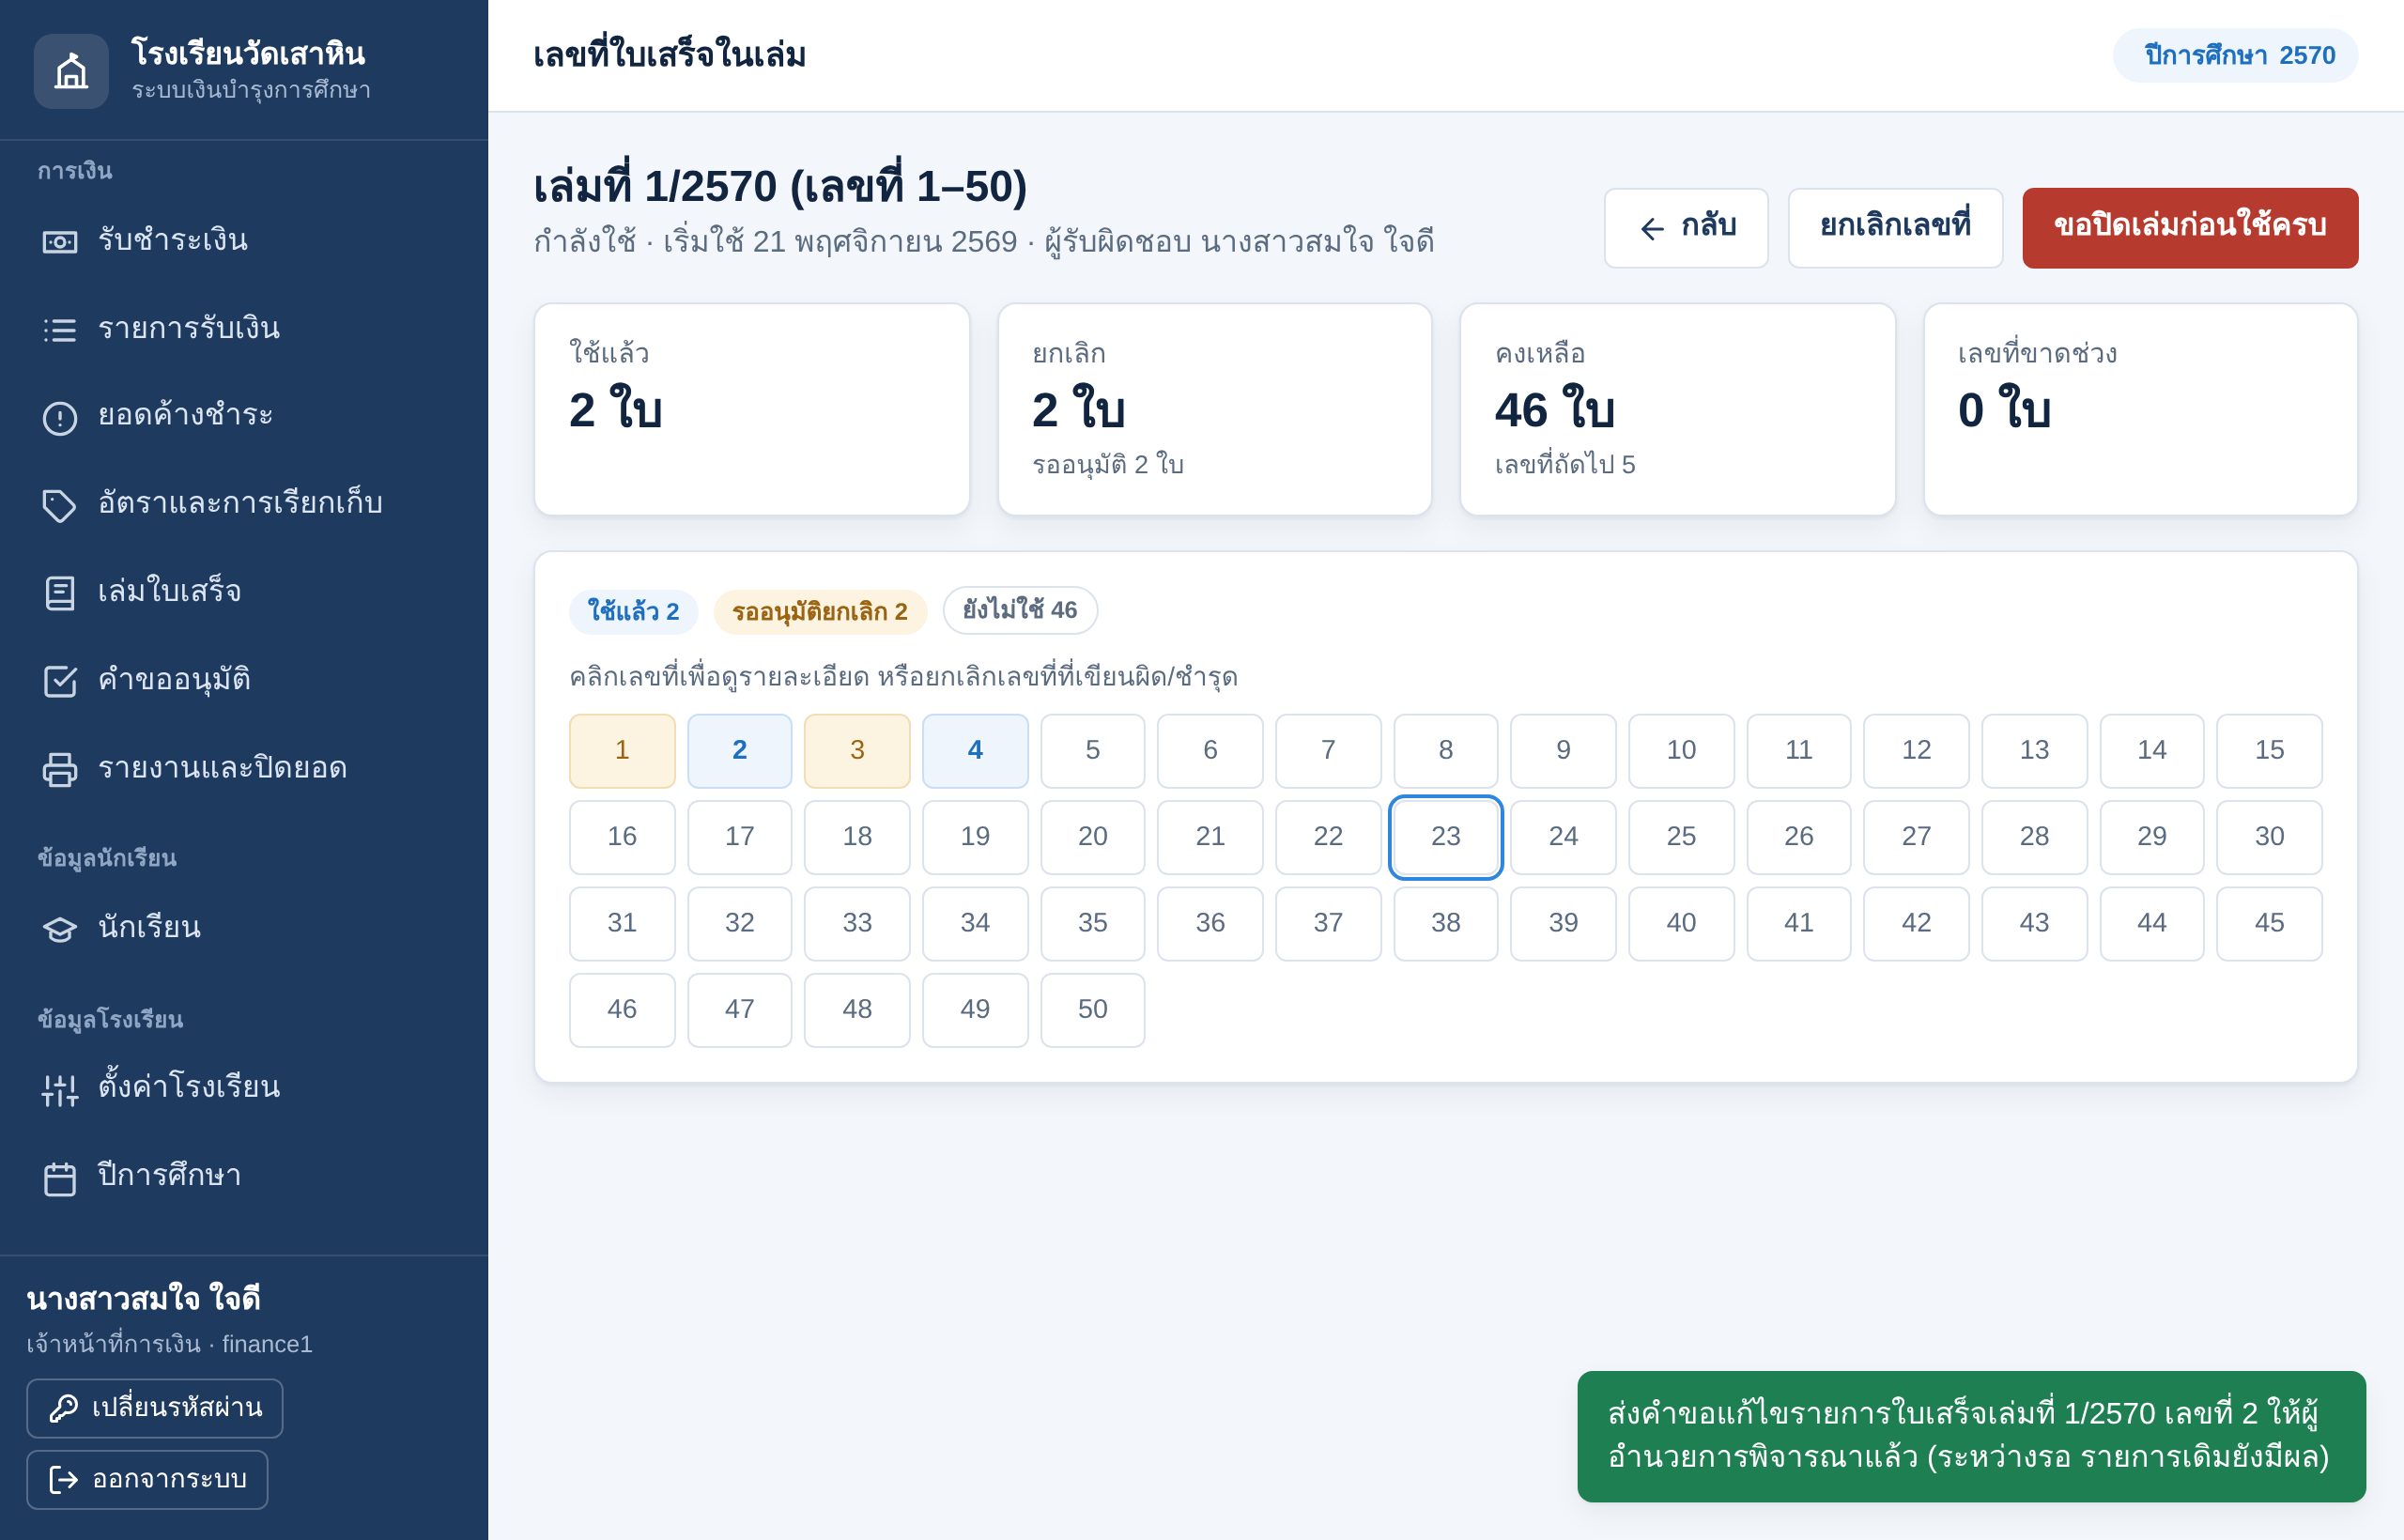 โรงเรียนวัดเสาหิน
ระบบเงินบำรุงการศึกษา
การเงิน
รับชำระเงิน
รายการรับเงิน
ยอดค้างชำระ
อัตราและการเรียกเก็บ
เล่มใบเสร็จ
คำขออนุมัติ
รายงานและปิดยอด
ข้อมูลนักเรียน
นักเรียน
ข้อมูลโรงเรียน
ตั้งค่าโรงเรียน
ปีการศึกษา
นางสาวสมใจ ใจดี
เจ้าหน้าที่การเงิน · finance1
เปลี่ยนรหัสผ่าน
ออกจากระบบ
เลขที่ใบเสร็จในเล่ม
ปีการศึกษา 2570
เล่มที่ 1/2570 (เลขที่ 1–50)
กำลังใช้ · เริ่มใช้ 21 พฤศจิกายน 2569 · ผู้รับผิดชอบ นางสาวสมใจ ใจดี
กลับ
ยกเลิกเลขที่
ขอปิดเล่มก่อนใช้ครบ
ใช้แล้ว
2 ใบ
ยกเลิก
2 ใบ
รออนุมัติ 2 ใบ
คงเหลือ
46 ใบ
เลขที่ถัดไป 5
เลขที่ขาดช่วง
0 ใบ
ใช้แล้ว 2 รออนุมัติยกเลิก 2 ยังไม่ใช้ 46
คลิกเลขที่เพื่อดูรายละเอียด หรือยกเลิกเลขที่ที่เขียนผิด/ชำรุด
1 2 3 4 5 6 7 8 9 10 11 12 13 14 15
16 17 18 19 20 21 22 23 24 25 26 27 28 29 30
31 32 33 34 35 36 37 38 39 40 41 42 43 44 45
46 47 48 49 50
ส่งคำขอแก้ไขรายการใบเสร็จเล่มที่ 1/2570 เลขที่ 2 ให้ผู้
อำนวยการพิจารณาแล้ว (ระหว่างรอ รายการเดิมยังมีผล)